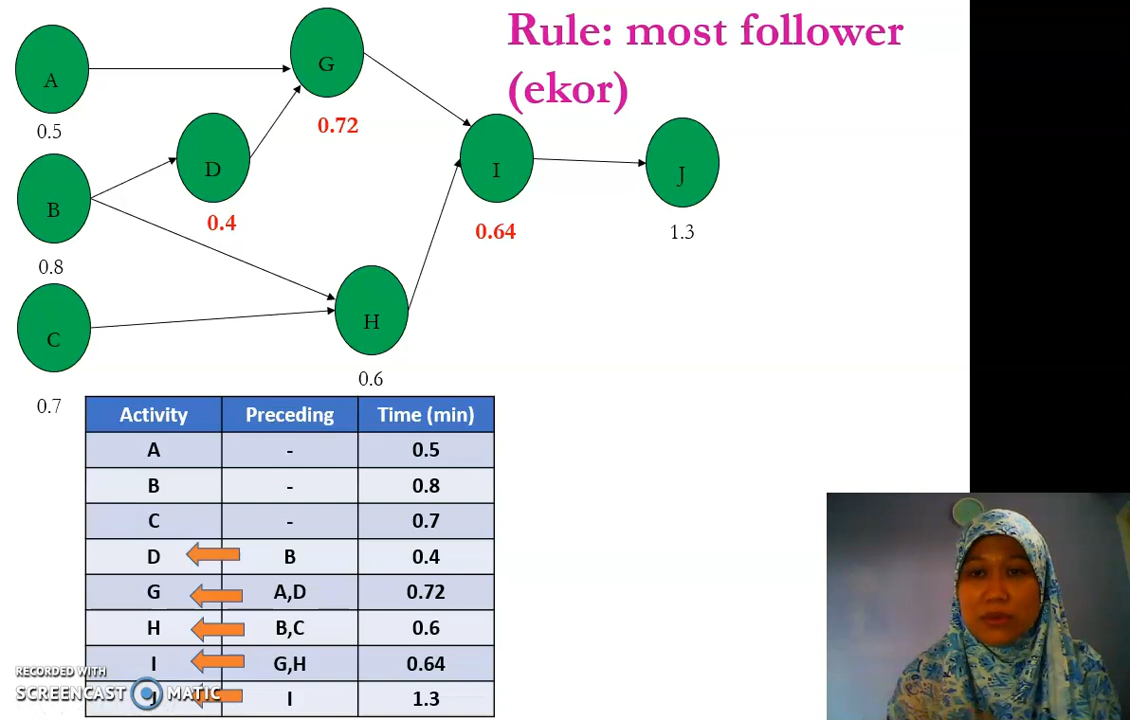 Rule: most follower
(ekor)
A
0.5
G
0.72
D
0.4
B
0.8
I
0.64
J
1.3
C
0.7
H
0.6
Activity Preceding Time (min)
A - 0.5
B - 0.8
C - 0.7
D B 0.4
G A,D 0.72
H B,C 0.6
I G,H 0.64
J I 1.3
RECORDED WITH
SCREENCAST MATIC